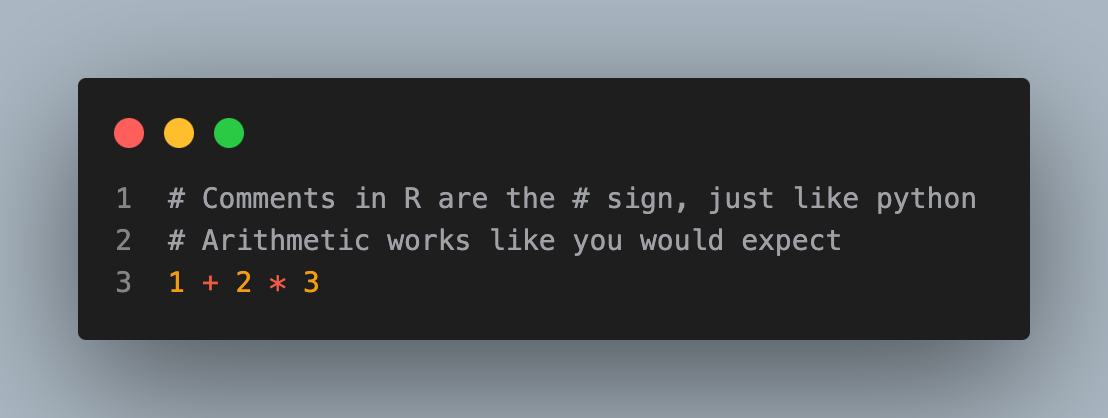 1 # Comments in R are the # sign, just like python
2 # Arithmetic works like you would expect
3 1 + 2 * 3